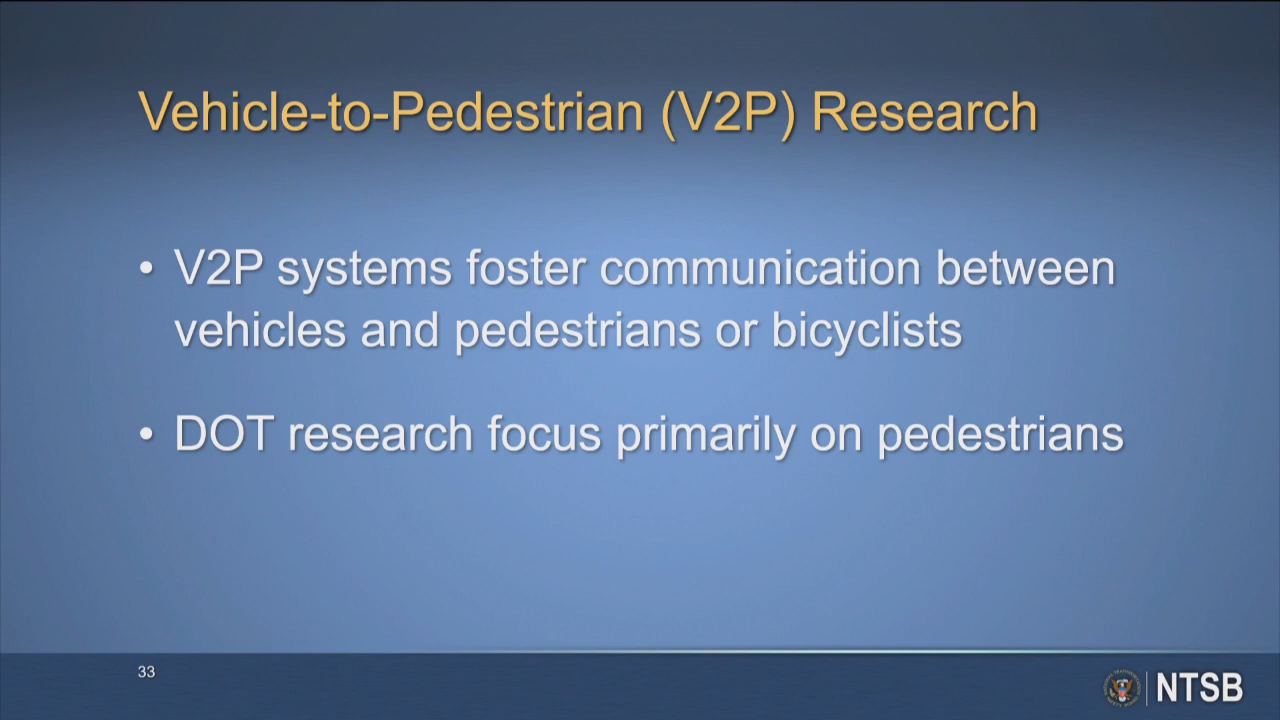 Vehicle-to-Pedestrian (V2P) Research
• V2P systems foster communication between
vehicles and pedestrians or bicyclists
• DOT research focus primarily on pedestrians
33
NTSB